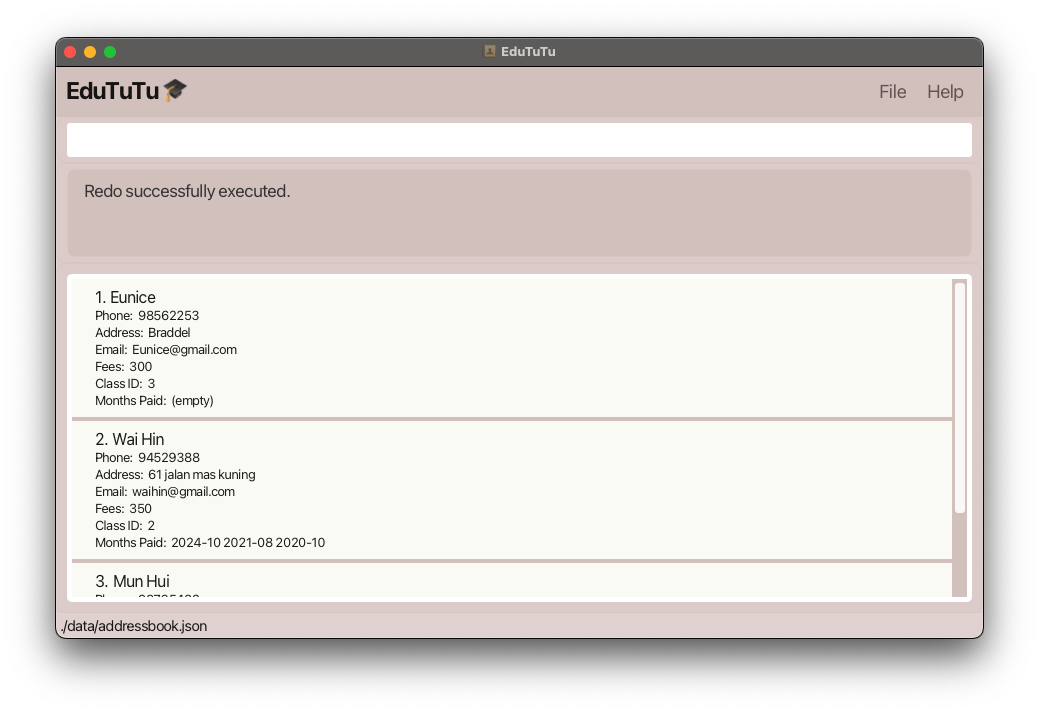 EduTuTu
EduTuTu
File Help
Redo successfully executed.
1. Eunice
Phone: 98562253
Address: Braddel
Email: Eunice@gmail.com
Fees: 300
Class ID: 3
Months Paid: (empty)
2. Wai Hin
Phone: 94529388
Address: 61 jalan mas kuning
Email: waihin@gmail.com
Fees: 350
Class ID: 2
Months Paid: 2024-10 2021-08 2020-10
3. Mun Hui
./data/addressbook.json